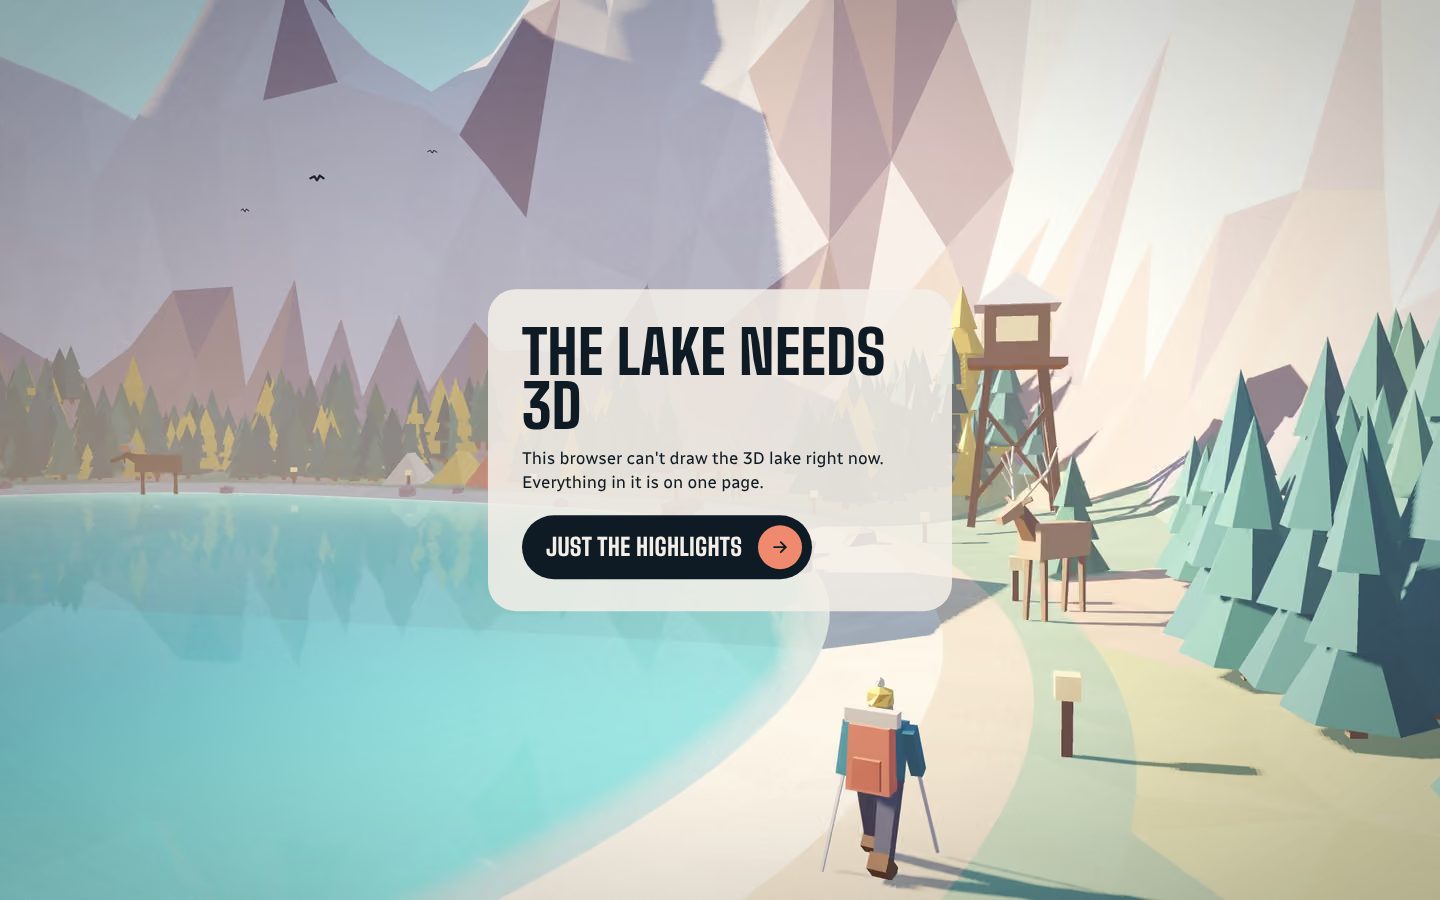 THE LAKE NEEDS
3D
This browser can't draw the 3D lake right now.
Everything in it is on one page.
JUST THE HIGHLIGHTS